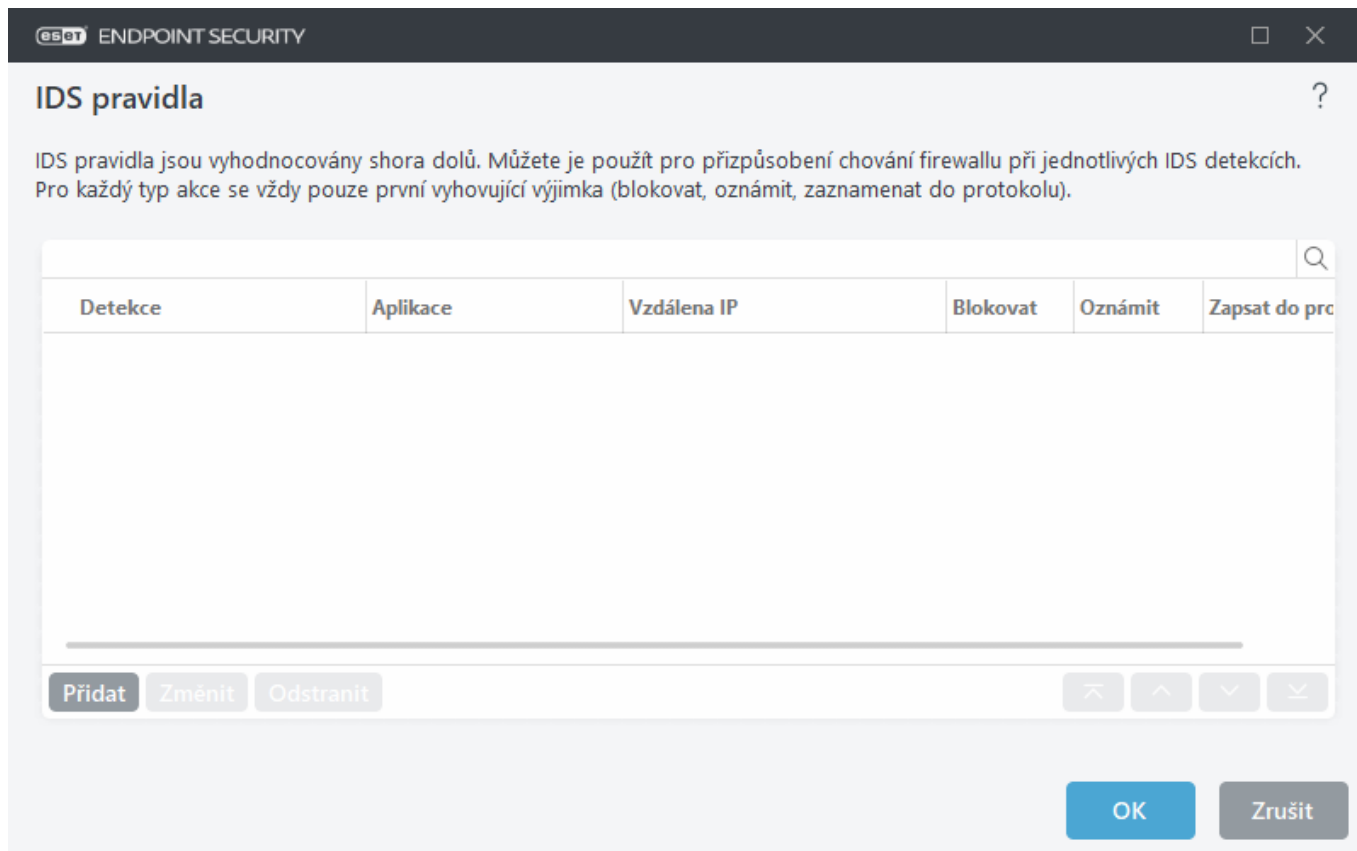 eset ENDPOINT SECURITY
IDS pravidla
?
IDS pravidla jsou vyhodnocovány shora dolů. Můžete je použít pro přizpůsobení chování firewallu při jednotlivých IDS detekcích.
Pro každý typ akce se vždy pouze první vyhovující výjimka (blokovat, oznámit, zaznamenat do protokolu).
Detekce Aplikace Vzdálena IP Blokovat Oznámit Zapsat do pro
Přidat Změnit Odstranit
OK Zrušit